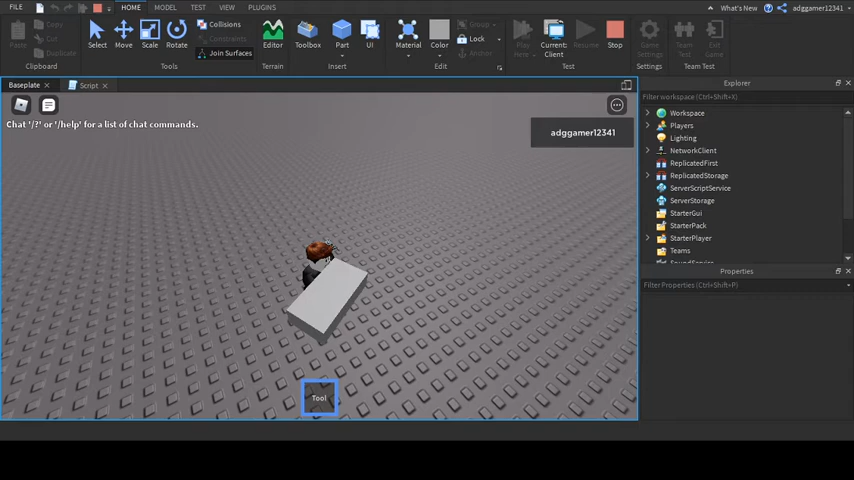 FILE HOME MODEL TEST VIEW PLUGINS What's New adggamer12341
Paste Cut Copy Duplicate Select Move Scale Rotate Collisions Constraints Join Surfaces Editor Toolbox Part UI Material Color Group Lock Anchor Play Here Current: Client Resume Stop Game Settings Team Test Exit Game
Clipboard Tools Terrain Insert Edit Test Settings Team Test
Baseplate Script
Chat '/?' or '/help' for a list of chat commands.
adggamer12341
Tool
Explorer
Filter workspace (Ctrl+Shift+X)
Workspace
Players
Lighting
NetworkClient
ReplicatedFirst
ReplicatedStorage
ServerScriptService
ServerStorage
StarterGui
StarterPack
StarterPlayer
Teams
SoundService
Properties
Filter Properties (Ctrl+Shift+P)